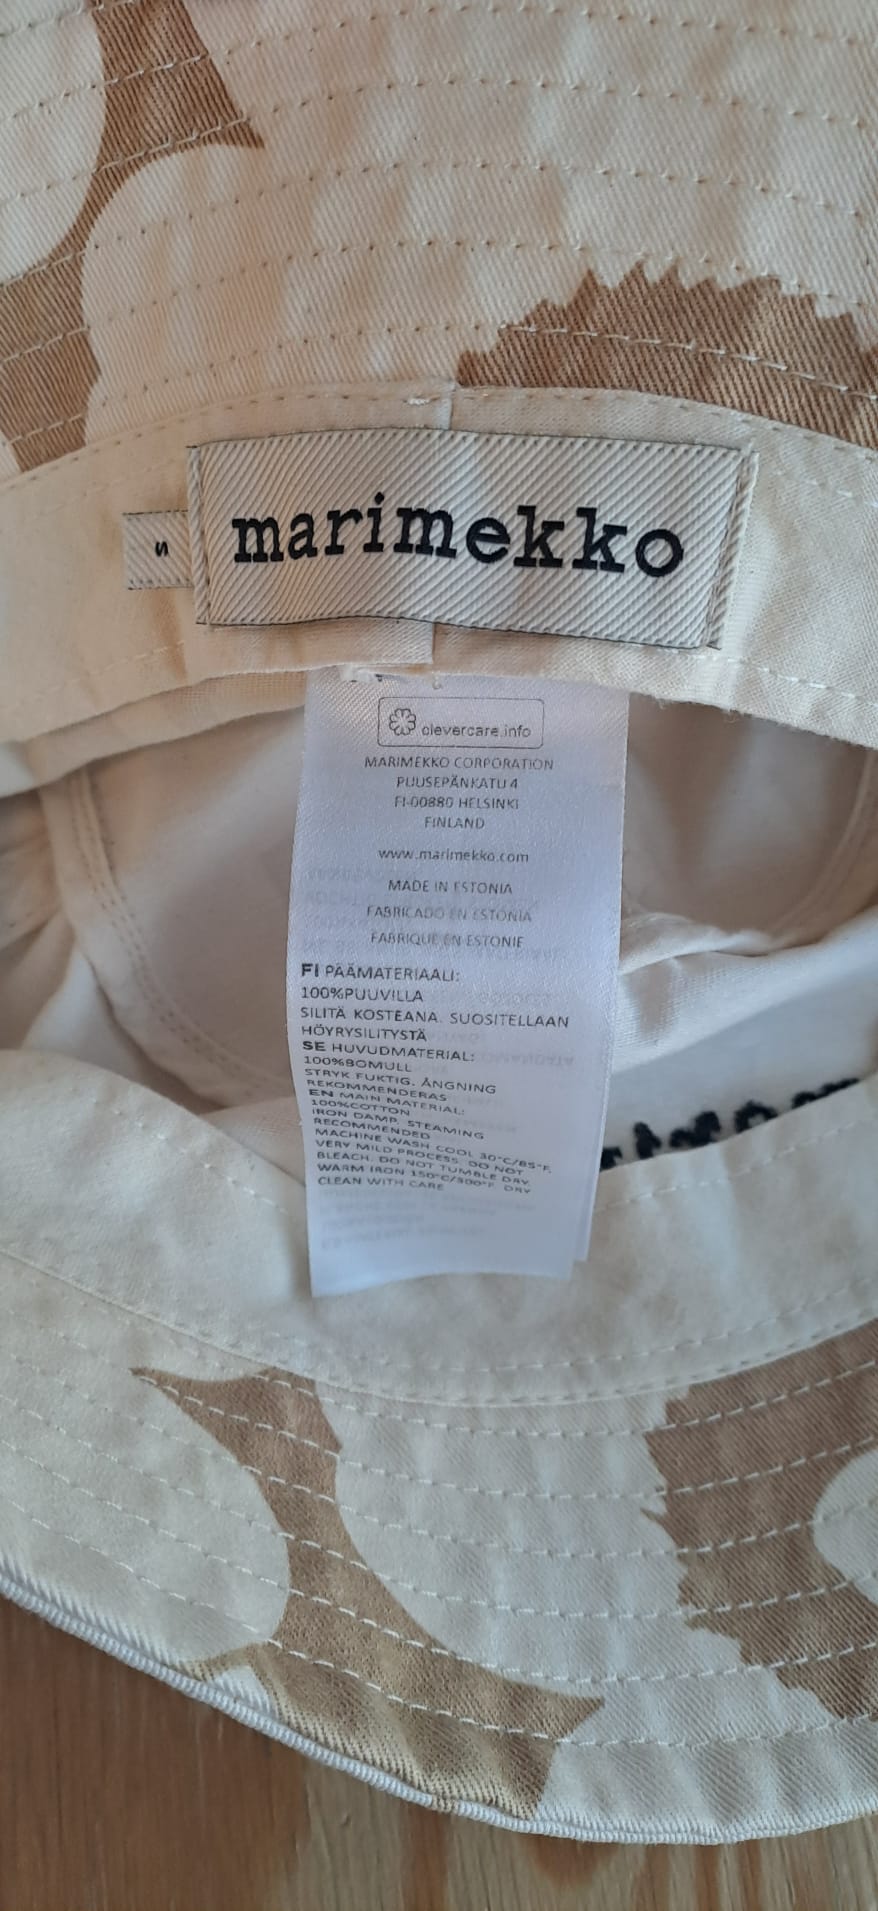 marimekko
S
clevercare.info
MARIMEKKO CORPORATION
PUUSEPÄNKATU 4
FI-00880 HELSINKI
FINLAND
www.marimekko.com
MADE IN ESTONIA
FABRICADO EN ESTONIA
FABRIQUÉ EN ESTONIE
FI PÄÄMATERIAALI:
100%PUUVILLA
SILITÄ KOSTEANA. SUOSITELLAAN
HÖYRYSILITYSTÄ
SE HUVUDMATERIAL:
100%BOMULL
STRYK FUKTIG. ÅNGNING
REKOMMENDERAS
EN MAIN MATERIAL:
100%COTTON
IRON DAMP. STEAMING
RECOMMENDED
MACHINE WASH COOL 30°C/85°F.
VERY MILD PROCESS. DO NOT
BLEACH. DO NOT TUMBLE DRY.
WARM IRON 150°C/300°F. DRY
CLEAN WITH CARE